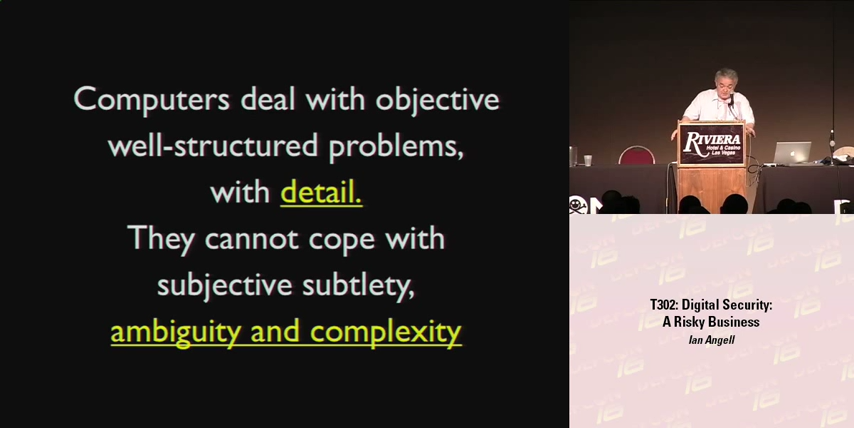 Computers deal with objective
well-structured problems,
with detail.
They cannot cope with
subjective subtlety,
ambiguity and complexity
RIVIERA
Hotel & Casino
Las Vegas
T302: Digital Security:
A Risky Business
Ian Angell